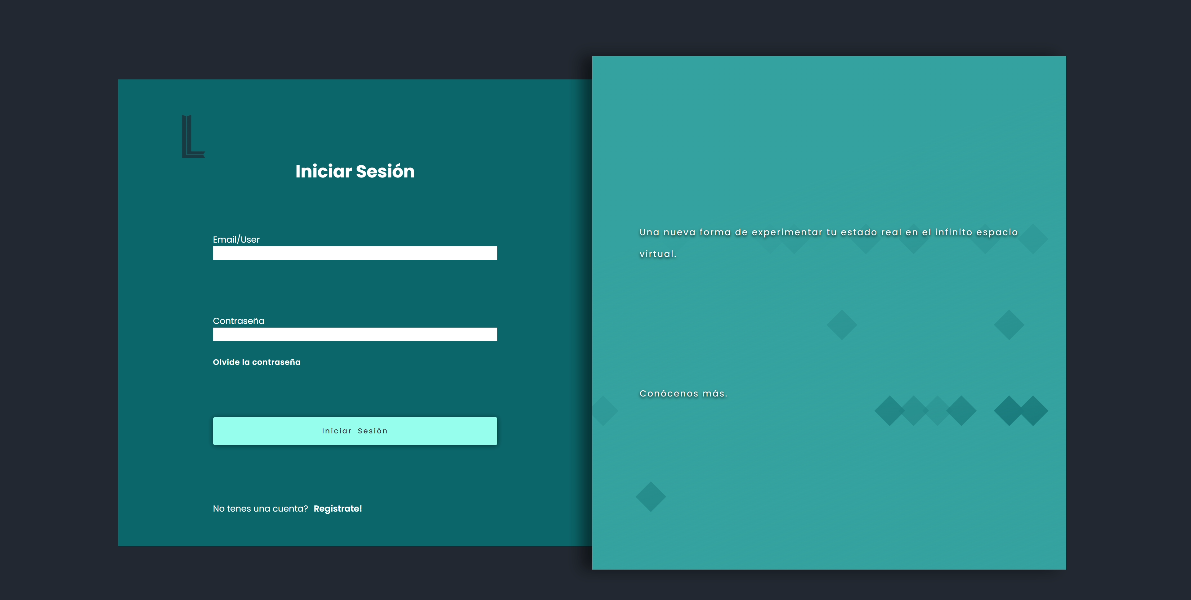 L
Iniciar Sesión
Email/User
Contraseña
Olvide la contraseña
Iniciar Sesión
No tenes una cuenta? Registrate!
Una nueva forma de experimentar tu estado real en el infinito espacio
virtual.
Conócenos más.